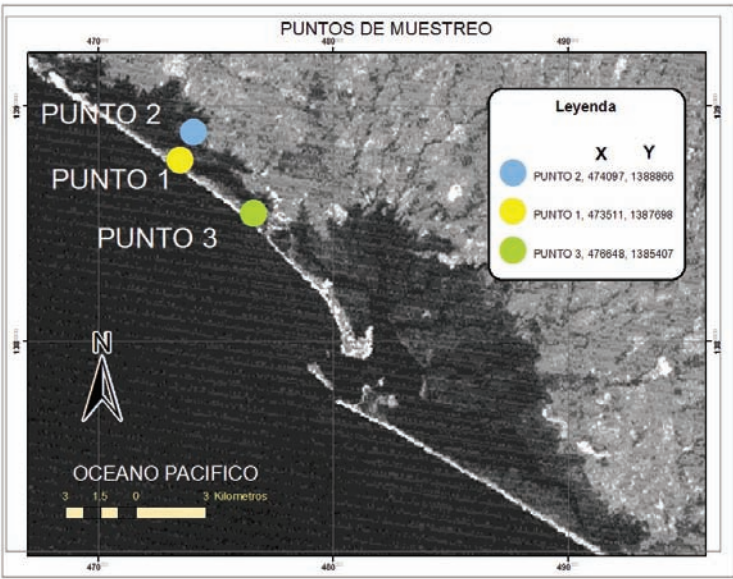 PUNTOS DE MUESTREO
470
480
490
PUNTO 2
PUNTO 1
PUNTO 3
Leyenda
X Y
PUNTO 2, 474097, 1388866
PUNTO 1, 473511, 1387698
PUNTO 3, 476648, 1385407
N
OCEANO PACIFICO
3 1.5 0 3 Kilometros
470
480
490